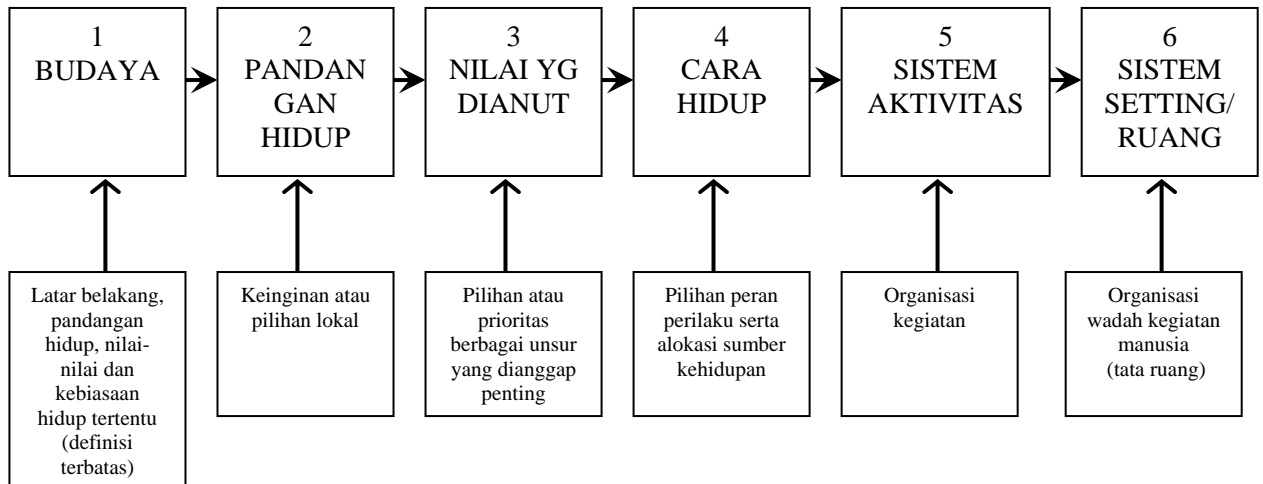 1
BUDAYA
2
PANDAN
GAN
HIDUP
3
NILAI YG
DIANUT
4
CARA
HIDUP
5
SISTEM
AKTIVITAS
6
SISTEM
SETTING/
RUANG
Latar belakang,
pandangan
hidup, nilai-
nilai dan
kebiasaan
hidup tertentu
(definisi
terbatas)
Keinginan atau
pilihan lokal
Pilihan atau
prioritas
berbagai unsur
yang dianggap
penting
Pilihan peran
perilaku serta
alokasi sumber
kehidupan
Organisasi
kegiatan
Organisasi
wadah kegiatan
manusia
(tata ruang)